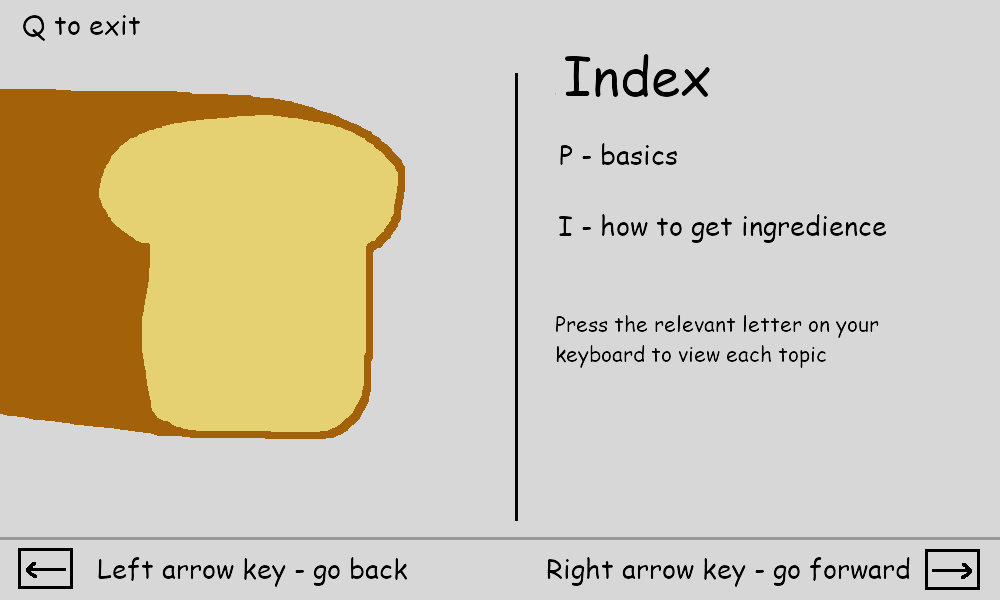 Q to exit
Index
P - basics
I - how to get ingredience
Press the relevant letter on your
keyboard to view each topic
Left arrow key - go back
Right arrow key - go forward